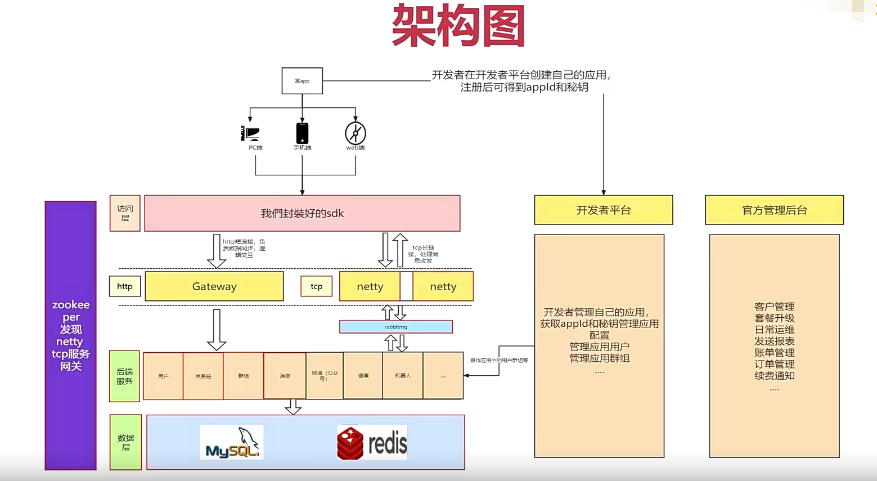 架构图
某app
开发者在开发者平台创建自己的应用,
注册后可得到appId和秘钥
PC端
手机端
web端
访问
层
我们封装好的sdk
开发者平台
官方管理后台
http短连接，负
责数据同步，逻
辑交互
tcp长链
接，处理消
息收发
http
Gateway
tcp
netty
netty
zookee
per
发现
netty
tcp服务
网关
rabbitmq
后端
服务
用户
关系链
群组
消息
频道（公众
号）
设置
机器人
...
操作应用中的用户群组等
开发者管理自己的应用,
获取appId和秘钥管理应用
配置
管理应用用户
管理应用群组
....
客户管理
套餐升级
日常运维
发送报表
账单管理
订单管理
续费通知
....
数据
层
MySQL
redis